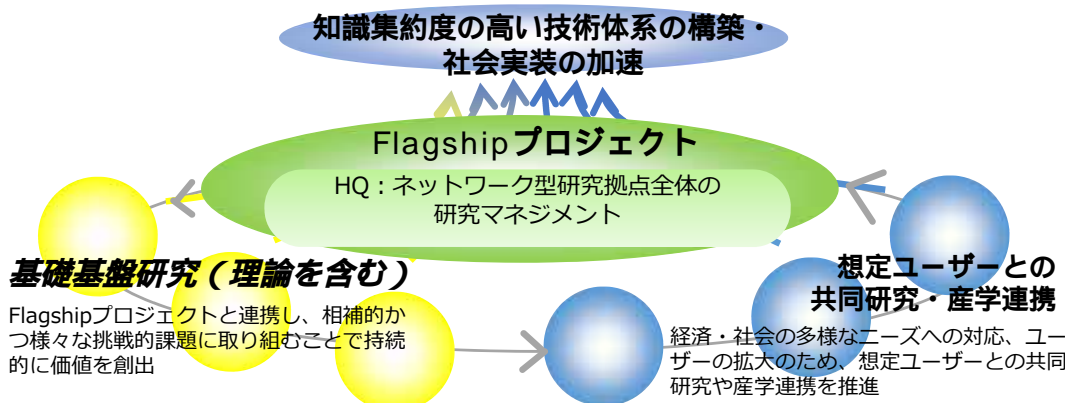 知識集約度の高い技術体系の構築・
社会実装の加速
Flagshipプロジェクト
HQ：ネットワーク型研究拠点全体の
研究マネジメント
基礎基盤研究（理論を含む）
Flagshipプロジェクトと連携し、相補的か
つ様々な挑戦的課題に取り組むことで持続
的に価値を創出
想定ユーザーとの
共同研究・産学連携
経済・社会の多様なニーズへの対応、ユー
ザーの拡大のため、想定ユーザーとの共同
研究や産学連携を推進